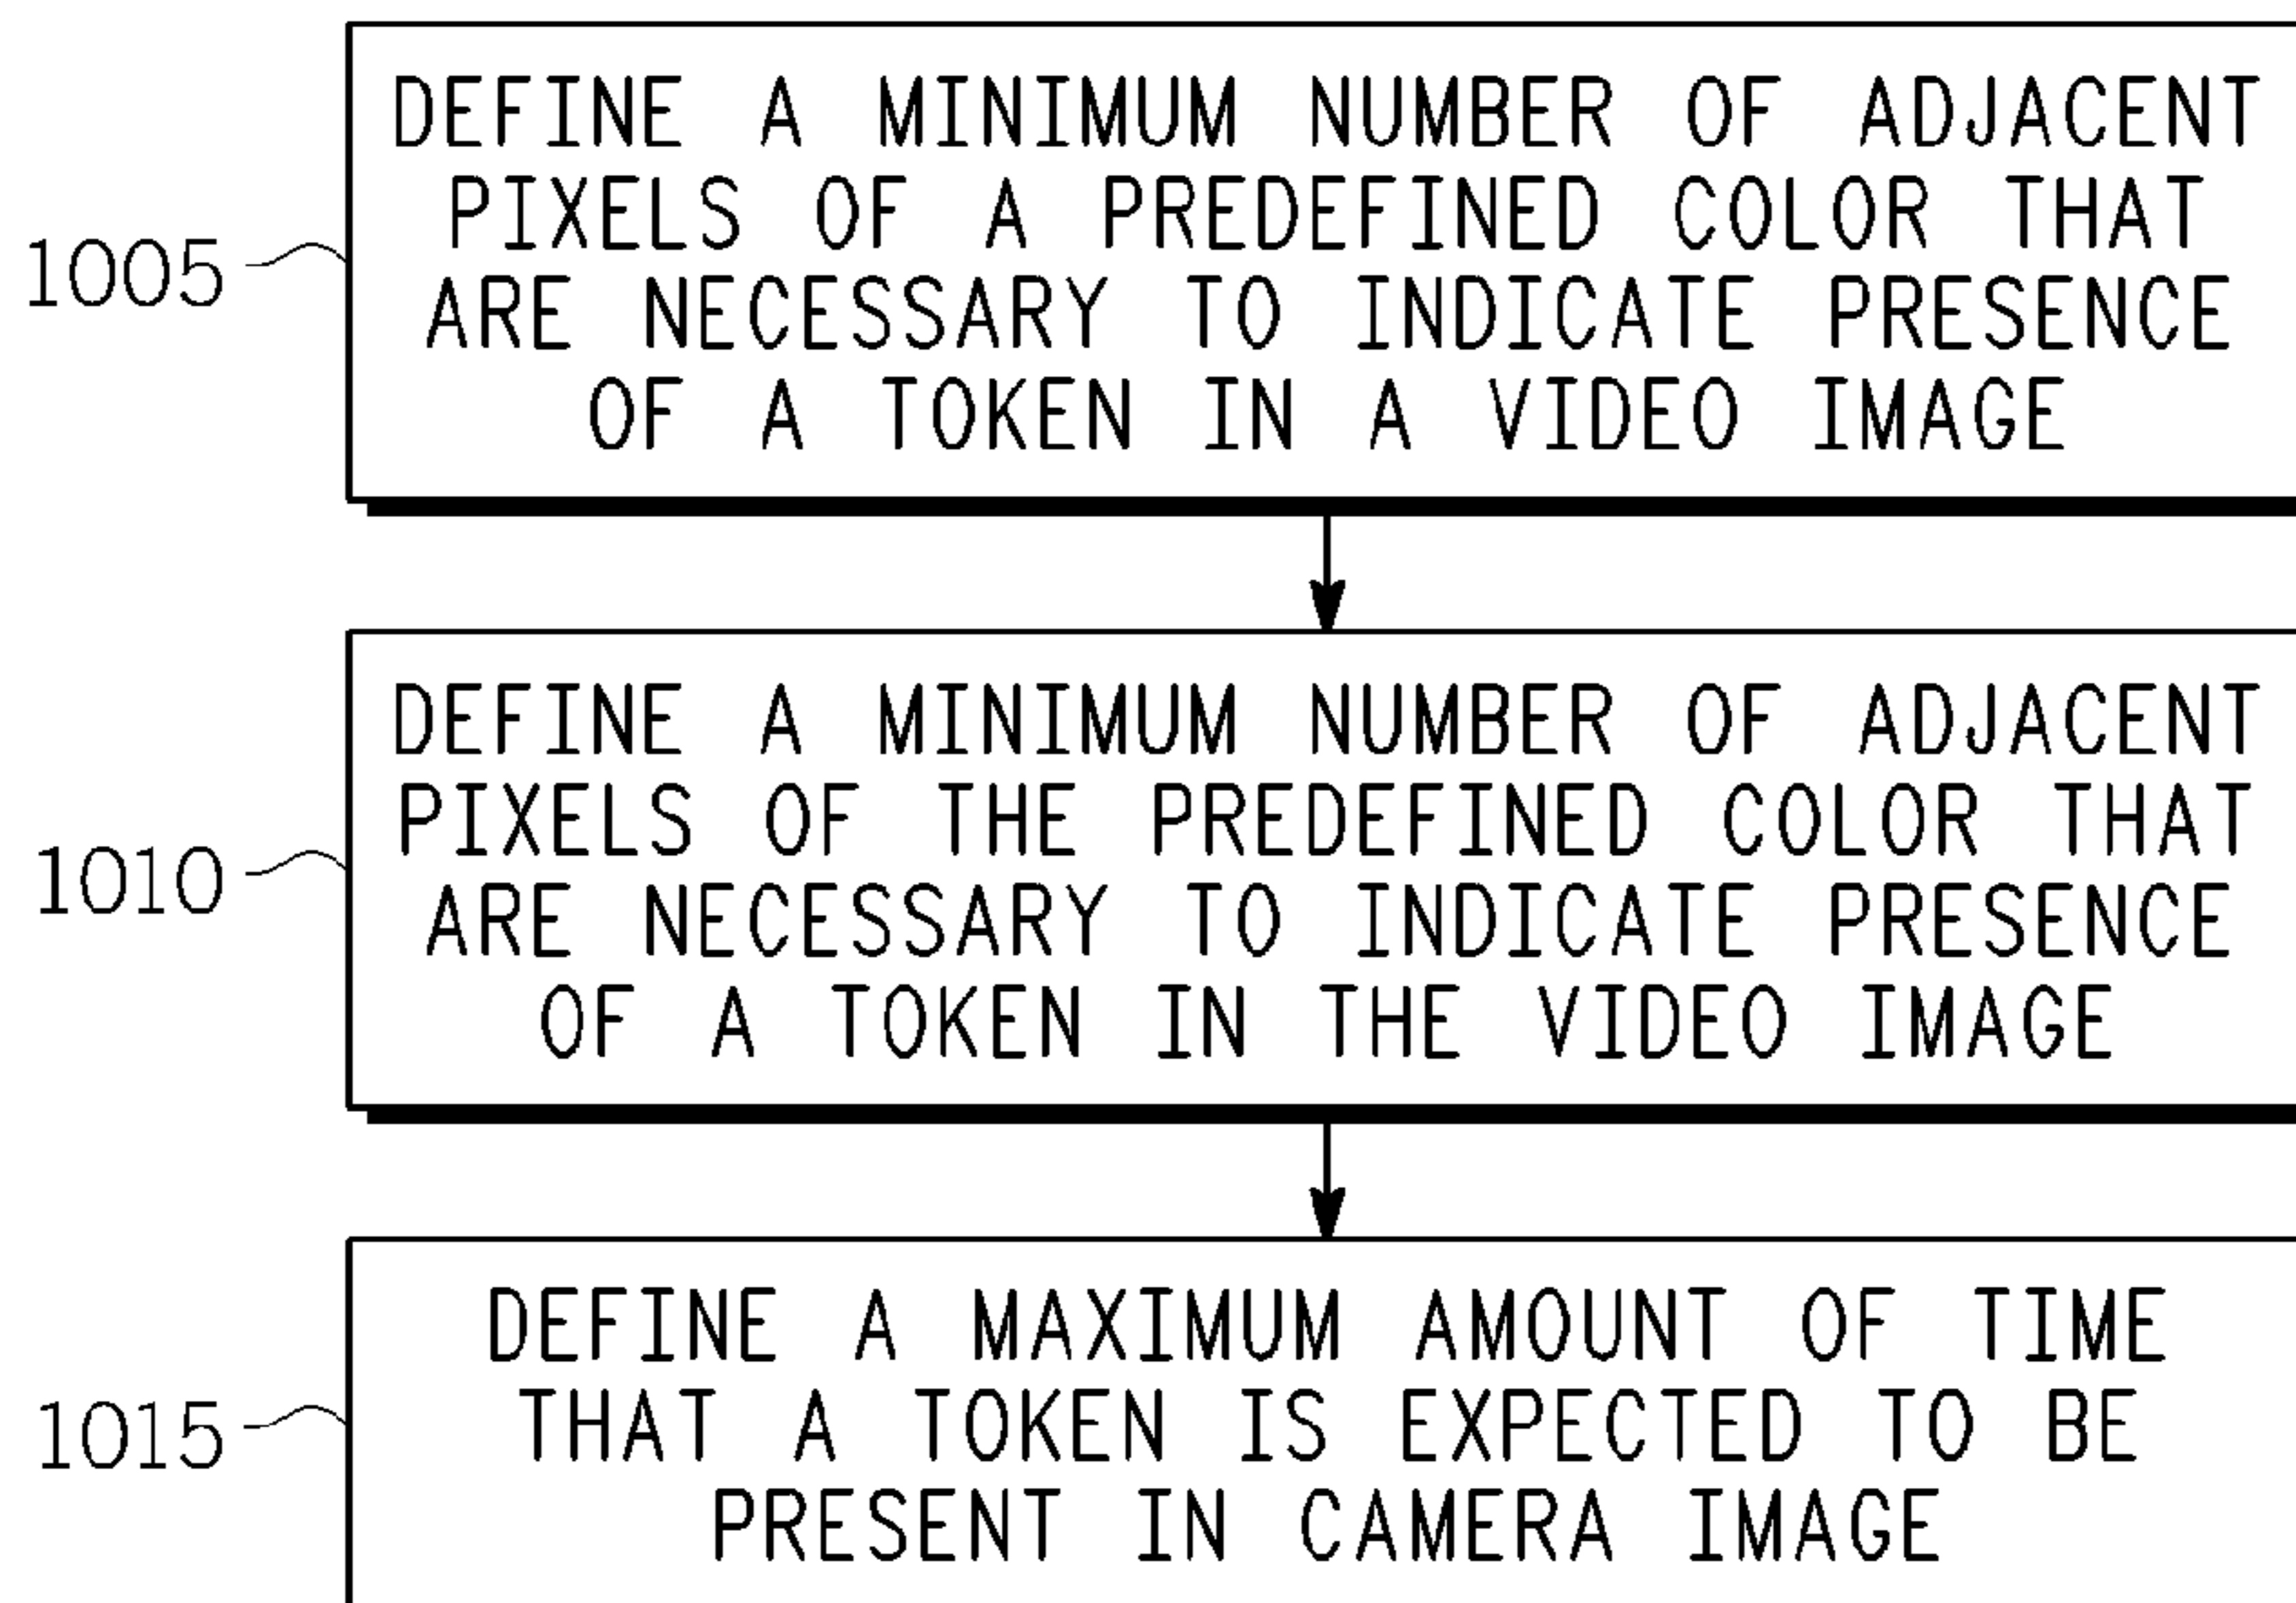 DEFINE A MINIMUM NUMBER OF ADJACENT
PIXELS OF A PREDEFINED COLOR THAT
1005
ARE NECESSARY TO INDICATE PRESENCE
OF A TOKEN IN A VIDEO IMAGE
DEFINE A MINIMUM NUMBER OF ADJACENT
PIXELS OF THE PREDEFINED COLOR THAT
1010
ARE NECESSARY TO INDICATE PRESENCE
OF A TOKEN IN THE VIDEO IMAGE
DEFINE A MAXIMUM AMOUNT OF TIME
1015
THAT A TOKEN IS EXPECTED TO BE
PRESENT IN CAMERA IMAGE